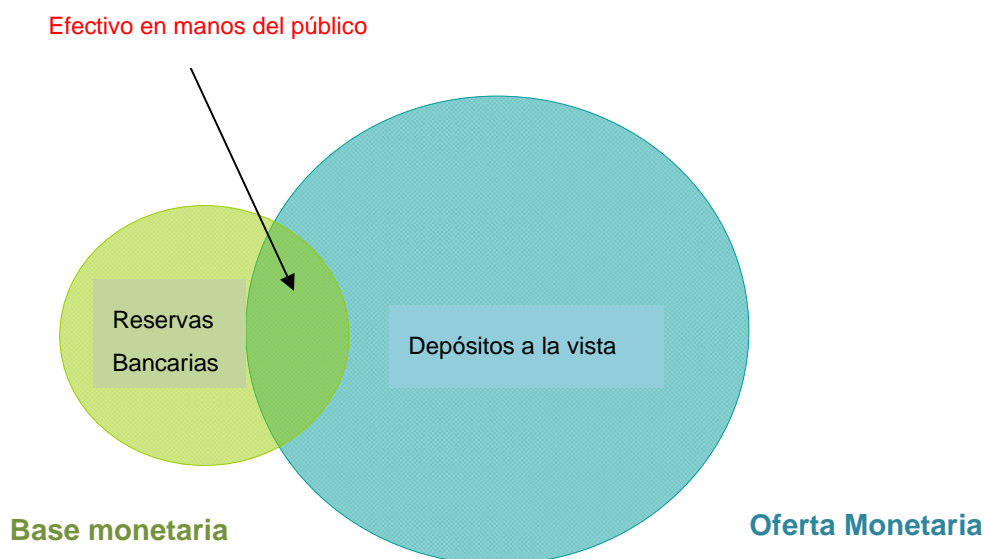 Efectivo en manos del público
Reservas
Bancarias
Depósitos a la vista
Base monetaria
Oferta Monetaria